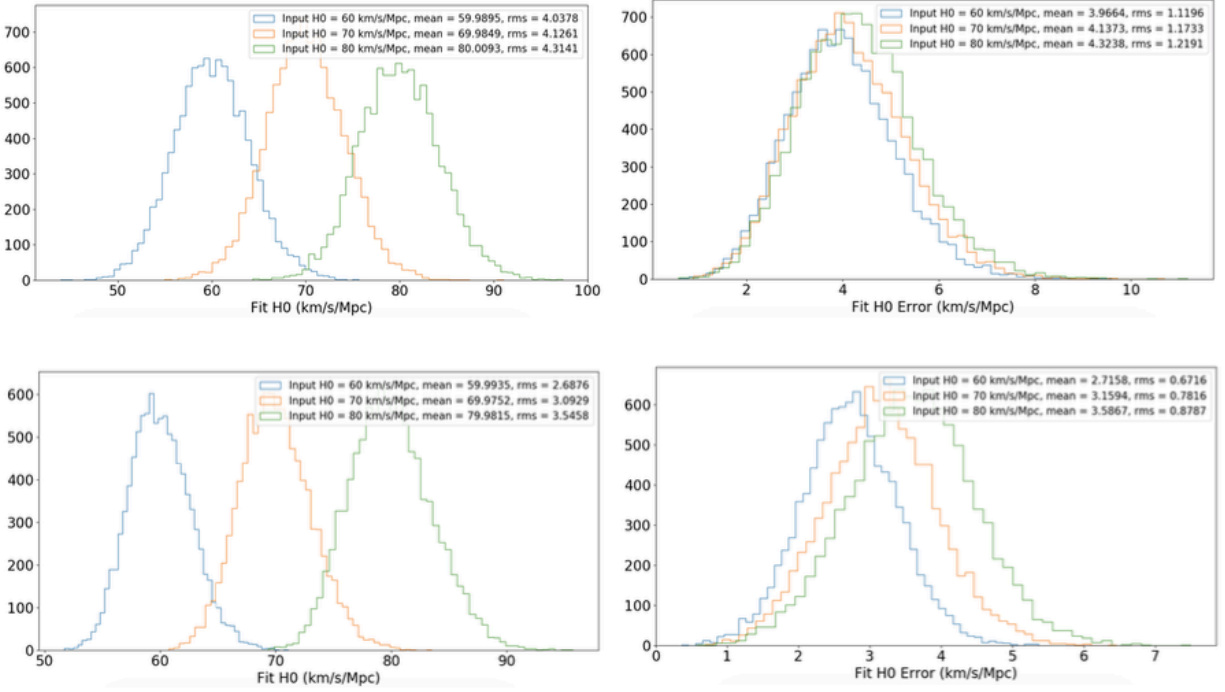 Input H0 = 60 km/s/Mpc, mean = 59.9895, rms = 4.0378
Input H0 = 70 km/s/Mpc, mean = 69.9849, rms = 4.1261
Input H0 = 80 km/s/Mpc, mean = 80.0093, rms = 4.3141
700
600
500
400
300
200
100
0
50 60 70 80 90 100
Fit H0 (km/s/Mpc)
Input H0 = 60 km/s/Mpc, mean = 3.9664, rms = 1.1196
Input H0 = 70 km/s/Mpc, mean = 4.1373, rms = 1.1733
Input H0 = 80 km/s/Mpc, mean = 4.3238, rms = 1.2191
700
600
500
400
300
200
100
0
2 4 6 8 10
Fit H0 Error (km/s/Mpc)
Input H0 = 60 km/s/Mpc, mean = 59.9935, rms = 2.6876
Input H0 = 70 km/s/Mpc, mean = 69.9752, rms = 3.0929
Input H0 = 80 km/s/Mpc, mean = 79.9815, rms = 3.5458
600
500
400
300
200
100
0
50 60 70 80 90
Fit H0 (km/s/Mpc)
Input H0 = 60 km/s/Mpc, mean = 2.7158, rms = 0.6716
Input H0 = 70 km/s/Mpc, mean = 3.1594, rms = 0.7816
Input H0 = 80 km/s/Mpc, mean = 3.5867, rms = 0.8787
600
500
400
300
200
100
0
0 1 2 3 4 5 6 7
Fit H0 Error (km/s/Mpc)